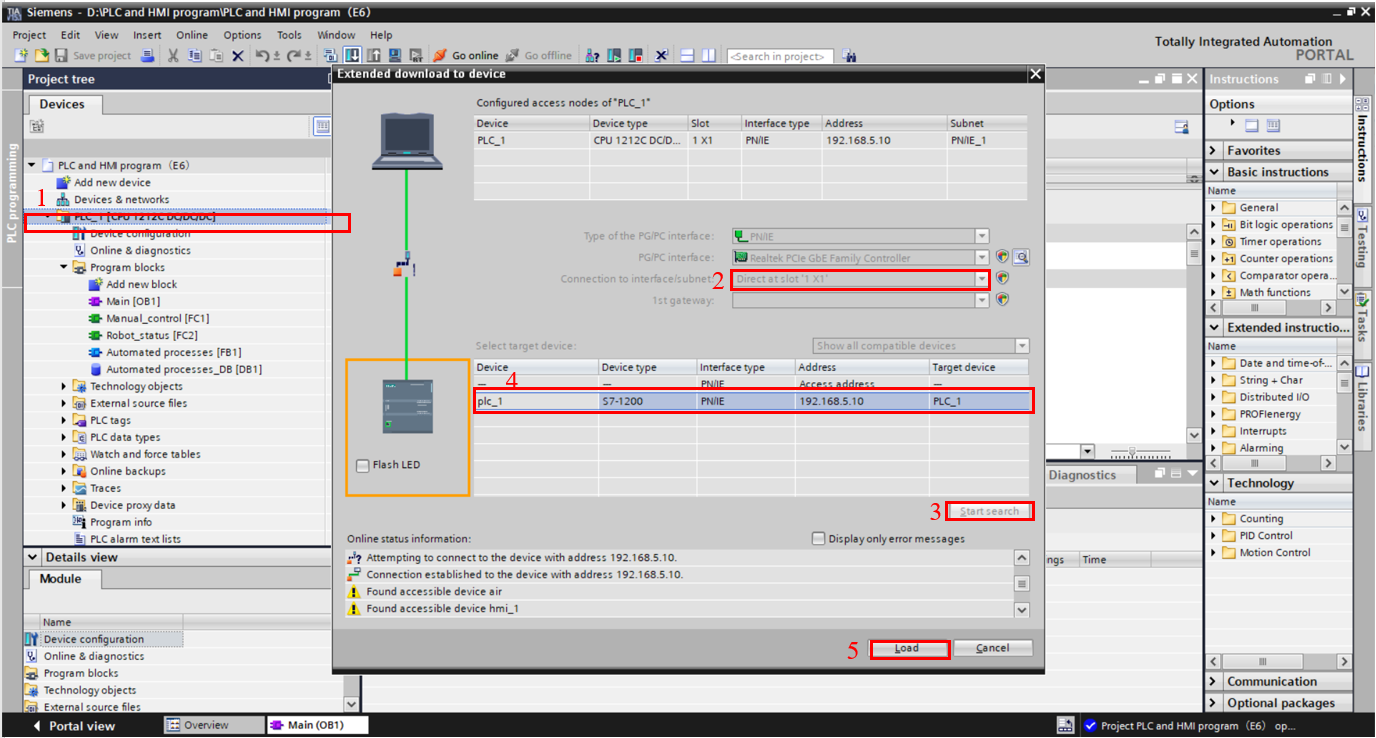 Siemens - D:\PLC and HMI program\PLC and HMI program (E6)
Project Edit View Insert Online Options Tools Window Help
Totally Integrated Automation
PORTAL
Save project
Go online
Go offline
<Search in project>
Project tree
Devices
PLC programming
PLC and HMI program (E6)
Add new device
1
Devices & networks
PLC_1 [CPU 1212C DC/DC/DC]
Device configuration
Online & diagnostics
Program blocks
Add new block
Main [OB1]
Manual_control [FC1]
Robot_status [FC2]
Automated processes [FB1]
Automated processes_DB [DB1]
Technology objects
External source files
PLC tags
PLC data types
Watch and force tables
Online backups
Traces
Device proxy data
Program info
PLC alarm text lists
Details view
Module
Name
Device configuration
Online & diagnostics
Program blocks
Technology objects
External source files
Extended download to device
Configured access nodes of "PLC_1"
Device Device type Slot Interface type Address Subnet
PLC_1 CPU 1212C DC/D... 1 X1 PN/IE 192.168.5.10 PN/IE_1
Type of the PG/PC interface: PN/IE
PG/PC interface: Realtek PCIe GbE Family Controller
Connection to interface/subnet: 2 Direct at slot '1 X1'
1st gateway:
Select target device: Show all compatible devices
Device Device type Interface type Address Target device
— — PN/IE Access address —
4
plc_1 S7-1200 PN/IE 192.168.5.10 PLC_1
Flash LED
3 Start search
Online status information:
Display only error messages
Attempting to connect to the device with address 192.168.5.10.
Connection established to the device with address 192.168.5.10.
Found accessible device air
Found accessible device hmi_1
5 Load Cancel
Diagnostics
ngs Time
Instructions
Options
Favorites
Basic instructions
Name
General
Bit logic operations
Timer operations
Counter operations
Comparator opera...
Math functions
Extended instructio...
Name
Date and time-of-...
String + Char
Distributed I/O
PROFIenergy
Interrupts
Alarming
Technology
Name
Counting
PID Control
Motion Control
Communication
Optional packages
Instructions
Testing
Tasks
Libraries
Portal view
Overview
Main (OB1)
Project PLC and HMI program (E6) op...